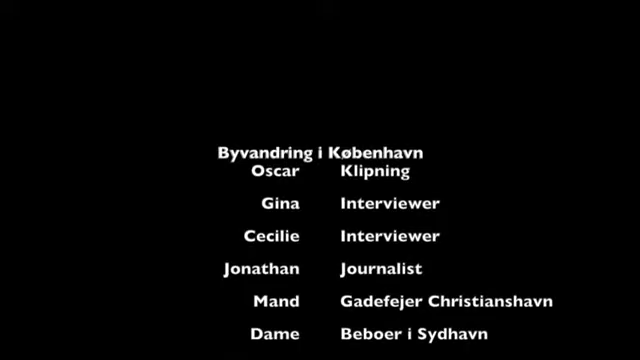 Byvandring i København
Oscar Klipning
Gina Interviewer
Cecilie Interviewer
Jonathan Journalist
Mand Gadefejer Christianshavn
Dame Beboer i Sydhavn